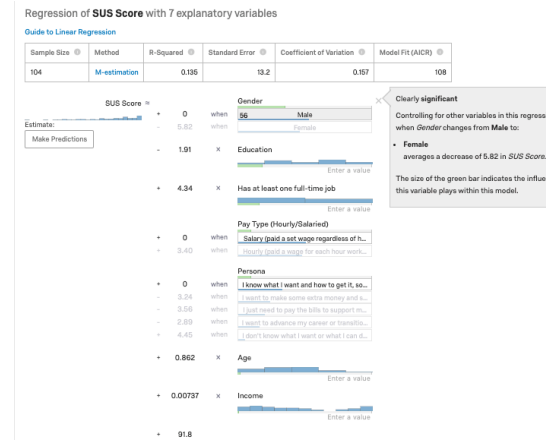 Regression of SUS Score with 7 explanatory variables
Guide to Linear Regression
Sample Size Method R-Squared Standard Error Coefficient of Variation Model Fit (AICR)
104 M-estimation 0.135 13.2 0.157 108
SUS Score =
Estimate:
Make Predictions
Gender
+ 0 when 56 Male
- 5.82 when Female
- 1.91 × Education
Enter a value
+ 4.34 × Has at least one full-time job
Enter a value
Pay Type (Hourly/Salaried)
+ 0 when Salary (paid a set wage regardless of h...
+ 3.40 when Hourly (paid a wage for each hour work...
Persona
+ 0 when I know what I want and how to get it, so...
- 3.24 when I want to make some extra money and s...
- 3.56 when I just need to pay the bills to support m...
- 2.89 when I want to advance my career or transitio...
+ 4.45 when I don't know what I want or what I can d...
+ 0.862 × Age
Enter a value
+ 0.00737 × Income
Enter a value
+ 91.8
Clearly significant
Controlling for other variables in this regress
when Gender changes from Male to:
• Female
averages a decrease of 5.82 in SUS Score.
The size of the green bar indicates the influe
this variable plays within this model.